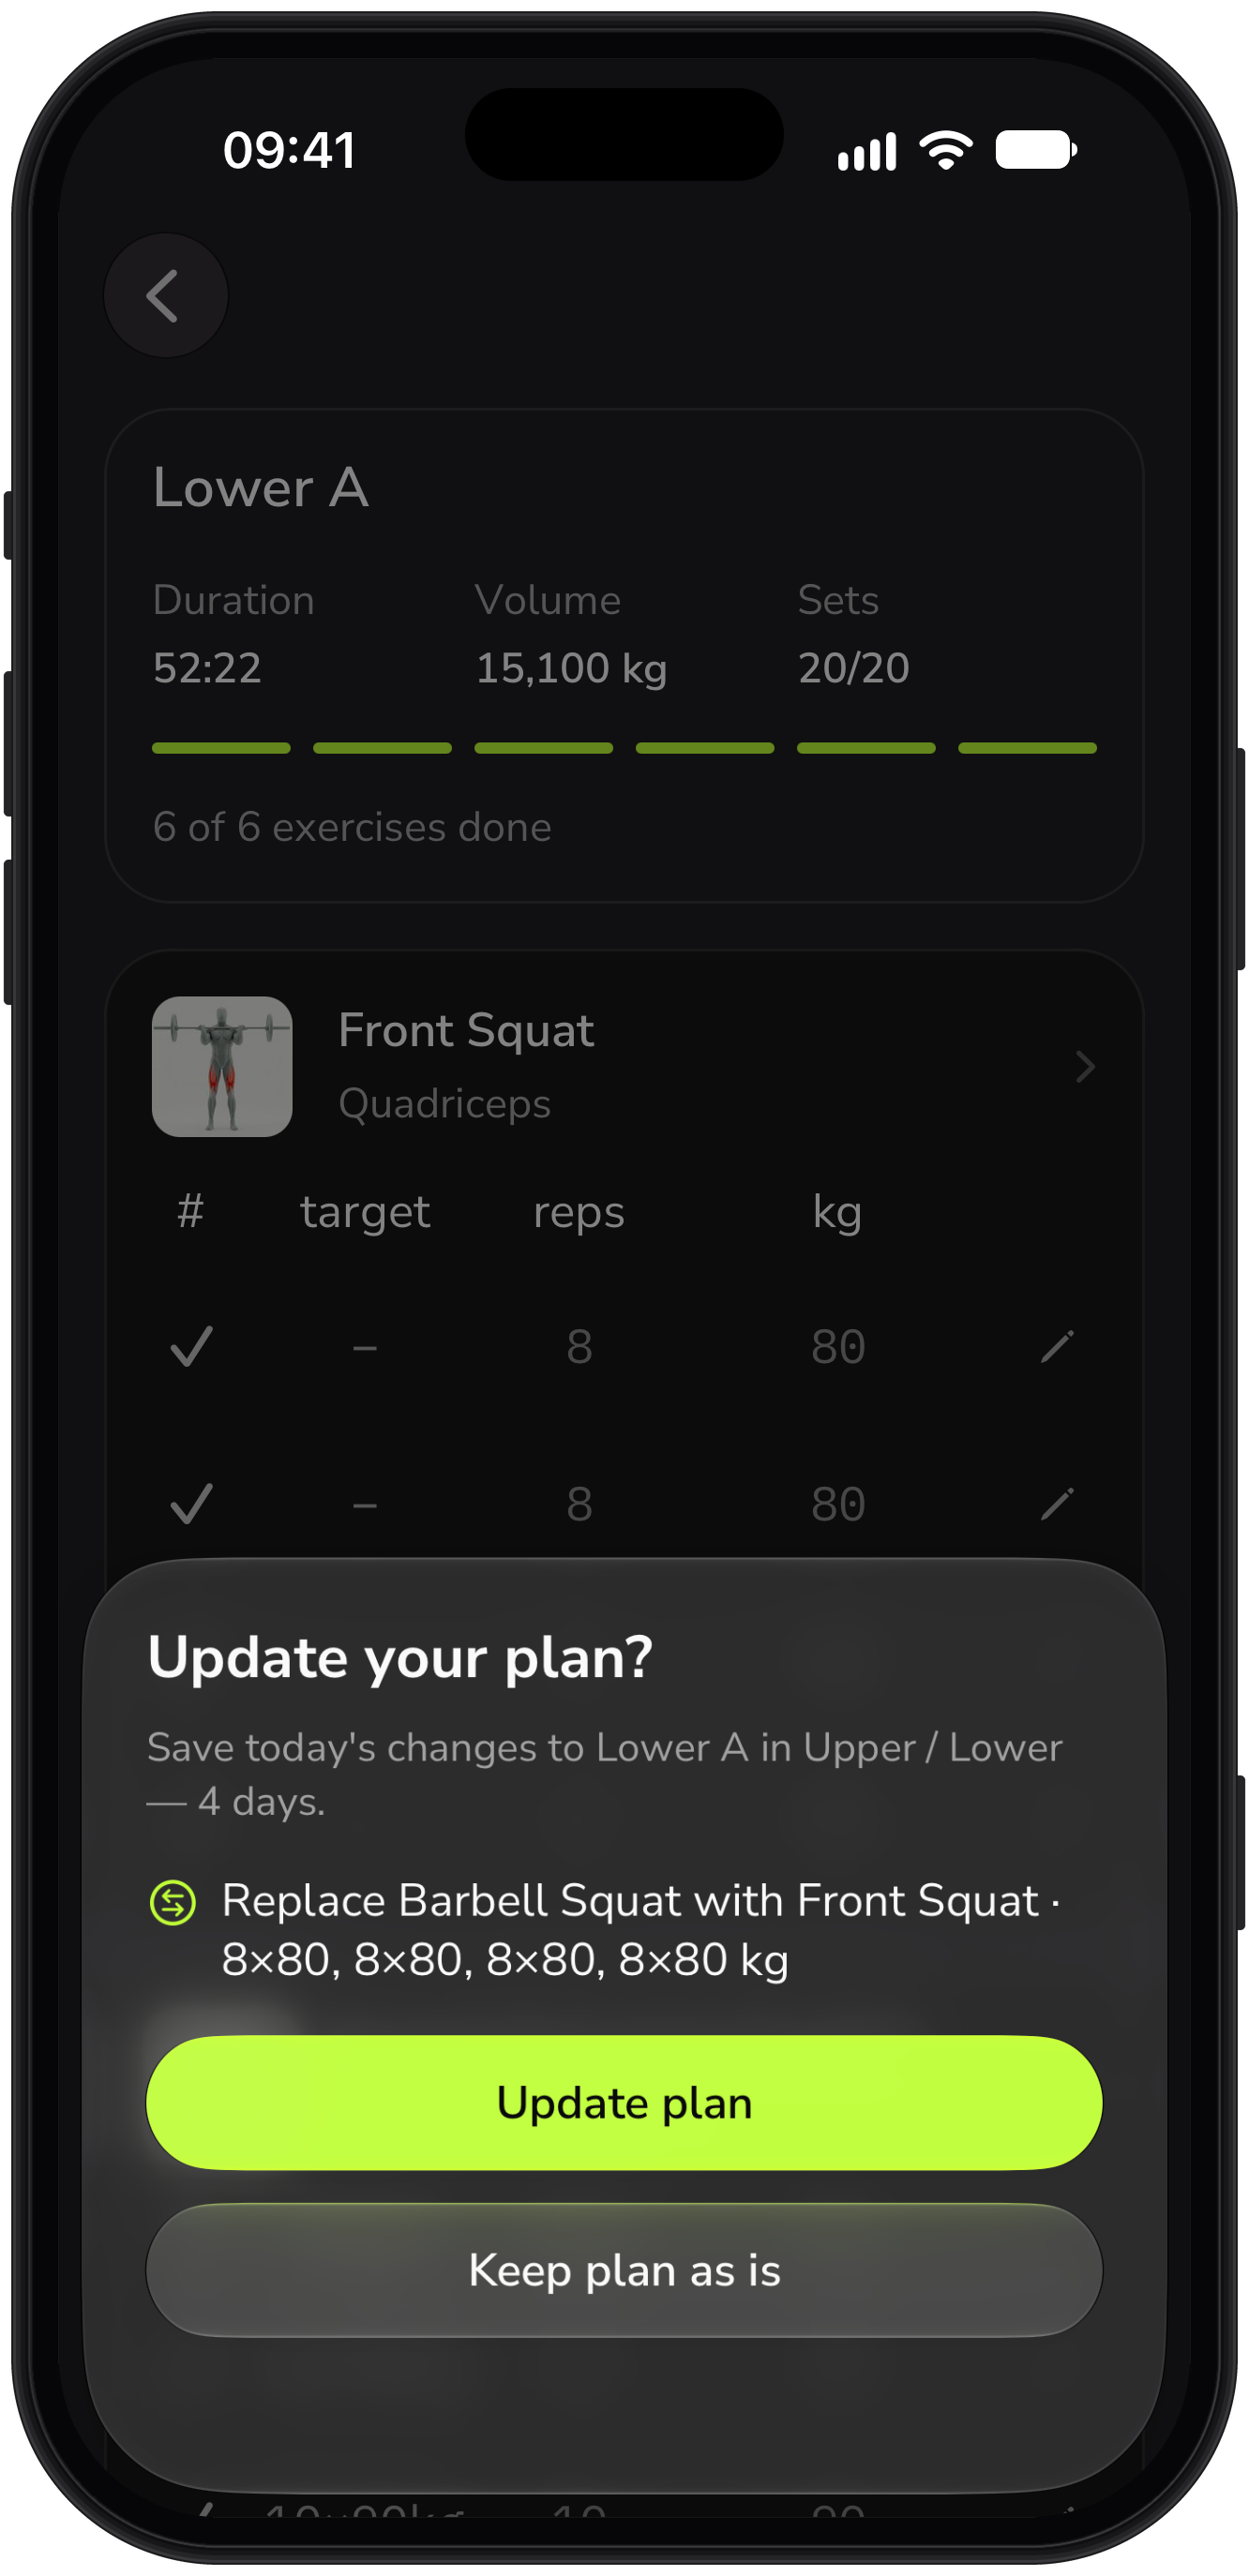 09:41
Lower A
Duration Volume Sets
52:22 15,100 kg 20/20
6 of 6 exercises done
Front Squat
Quadriceps
# target reps kg
– 8 80
– 8 80
Update your plan?
Save today's changes to Lower A in Upper / Lower
— 4 days.
Replace Barbell Squat with Front Squat ·
8×80, 8×80, 8×80, 8×80 kg
Update plan
Keep plan as is